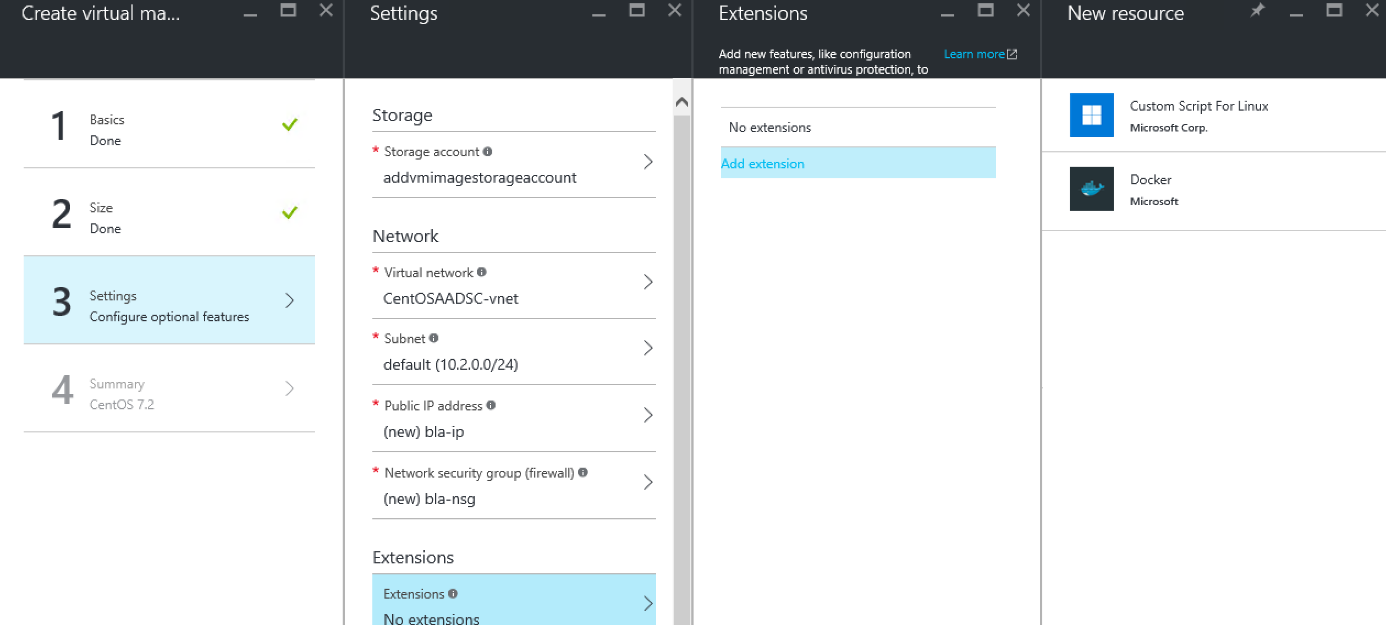 Create virtual ma...
1
Basics
Done
2
Size
Done
3
Settings
Configure optional features
4
Summary
CentOS 7.2
Settings
Storage
* Storage account
addvmimagestorageaccount
Network
* Virtual network
CentOSAADSC-vnet
* Subnet
default (10.2.0.0/24)
* Public IP address
(new) bla-ip
* Network security group (firewall)
(new) bla-nsg
Extensions
Extensions
No extensions
Extensions
Add new features, like configuration
management or antivirus protection, to
Learn more
No extensions
Add extension
New resource
Custom Script For Linux
Microsoft Corp.
Docker
Microsoft